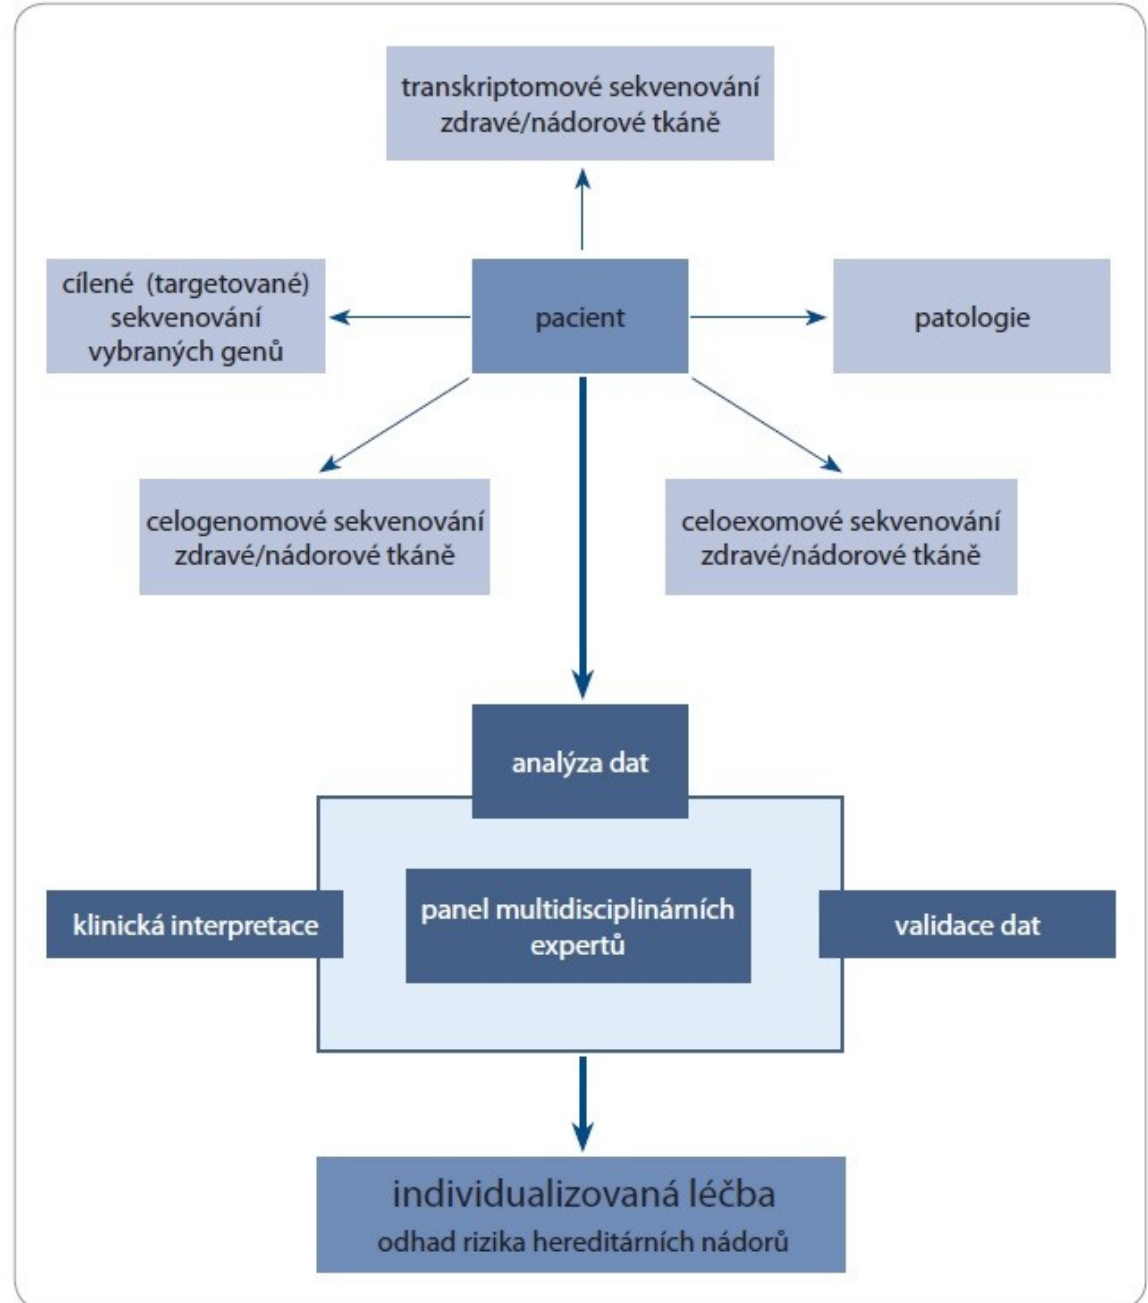 transkriptomové sekvenování
zdravé/nádorové tkáně
cílené (targetované)
sekvenování
vybraných genů
pacient
patologie
celogenomové sekvenování
zdravé/nádorové tkáně
celoexomové sekvenování
zdravé/nádorové tkáně
analýza dat
klinická interpretace
panel multidisciplinárních
expertů
validace dat
individualizovaná léčba
odhad rizika hereditárních nádorů